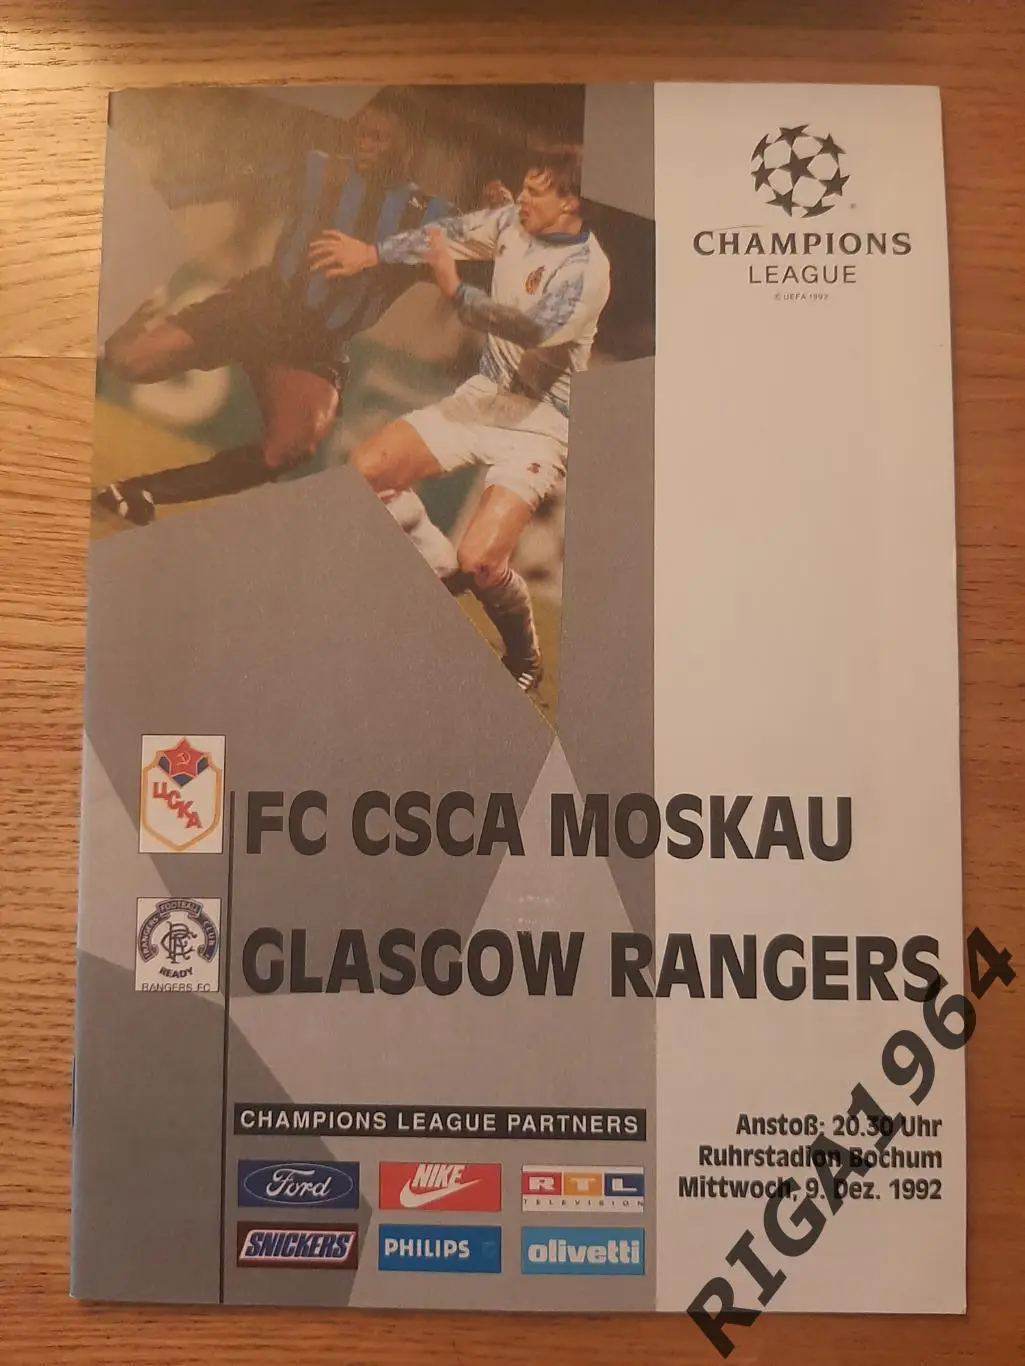 CHAMPIONS
LEAGUE
© UEFA 1992
ЦСКА
FC CSCA MOSKAU
RANGERS FOOTBALL CLUB
READY
RANGERS F.C.
GLASGOW RANGERS
CHAMPIONS LEAGUE PARTNERS
Ford
NIKE
RTL
TELEVISION
SNICKERS
PHILIPS
olivetti
Anstoß: 20.30 Uhr
Ruhrstadion Bochum
Mittwoch, 9. Dez. 1992
RIGA1964